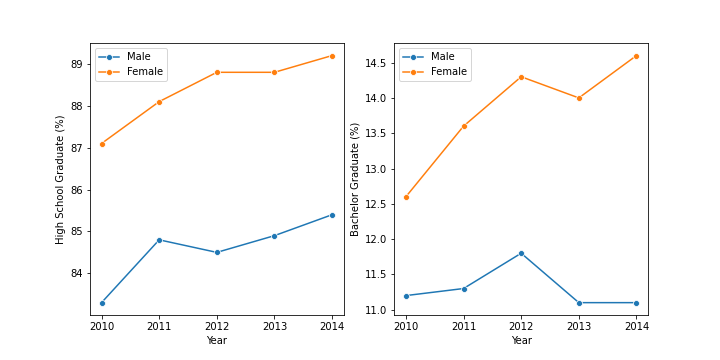 Male
Female
89
88
87
86
85
84
High School Graduate (%)
2010 2011 2012 2013 2014
Year
Male
Female
14.5
14.0
13.5
13.0
12.5
12.0
11.5
11.0
Bachelor Graduate (%)
2010 2011 2012 2013 2014
Year